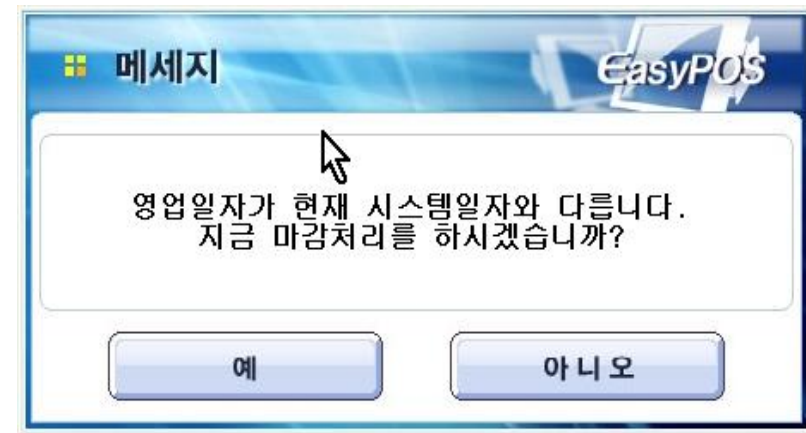 메세지
EasyPOS
영업일자가 현재 시스템일자와 다릅니다.
지금 마감처리를 하시겠습니까?
예
아니오